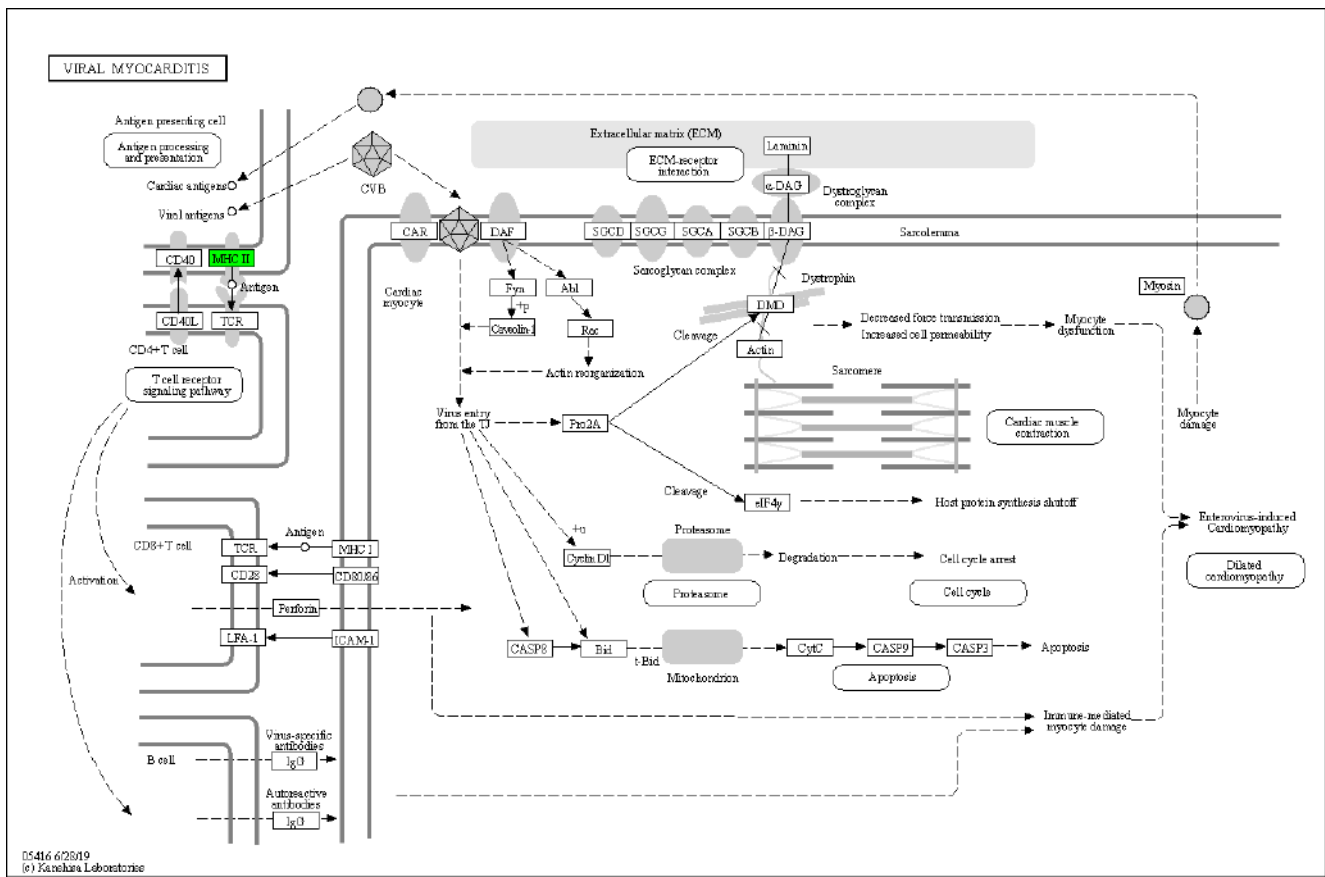 VIRAL MYOCARDITIS
Antigen presenting cell
Antigen processing
and presentation
Cardiac antigens
Viral antigens
CVB
Extracellular matrix (ECM)
ECM-receptor
interaction
Laminin
α-DAG
Dystroglycan
complex
CAR
DAF
SGCD
SGCG
SGCA
SGCB
β-DAG
Sarcolemma
CD40
MHC II
Antigen
CD40L
TCR
CD4+T cell
T cell receptor
signaling pathway
Cardiac
myocyte
Fyn
+p
Caveolin-1
Abl
Rac
Actin reorganization
Sarcoglycan complex
Dystrophin
DMD
Cleavage
Actin
Decreased force transmission
Increased cell permeability
Myocyte
dysfunction
Myosin
Sarcomere
Cardiac muscle
contraction
Myocyte
damage
Virus entry
from the TJ
Pro2A
Cleavage
eIF4γ
Host protein synthesis shutoff
Enterovirus-induced
Cardiomyopathy
Dilated
cardiomyopathy
CD8+T cell
Activation
TCR
Antigen
MHC I
CD28
CD80/86
Perforin
LFA-1
ICAM-1
+u
Cyclin D1
Proteasome
Degradation
Cell cycle arrest
Proteasome
Cell cycle
CASP8
Bid
t-Bid
Mitochondrion
CytC
CASP9
CASP3
Apoptosis
Apoptosis
Immune-mediated
myocyte damage
B cell
Virus-specific
antibodies
IgG
Autoreactive
antibodies
IgG
05416 6/28/19
(c) Kanehisa Laboratories